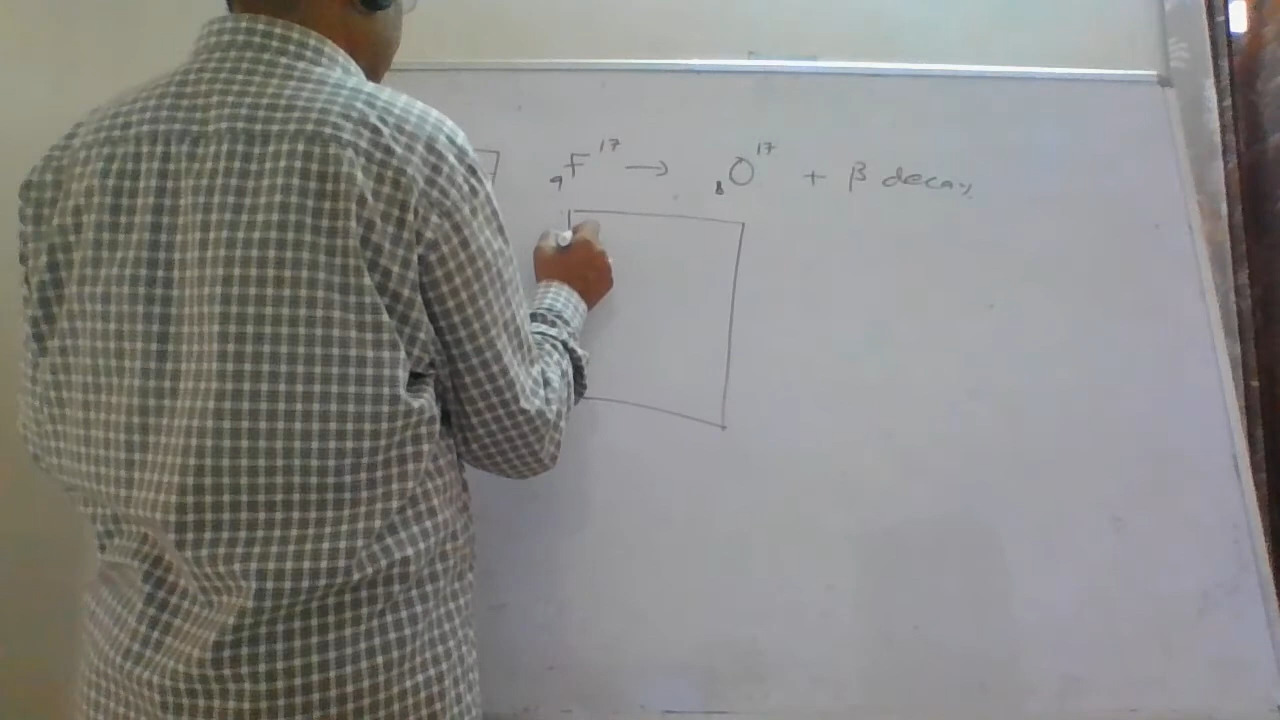 ₉F¹⁷ → ₈O¹⁷ + β decay